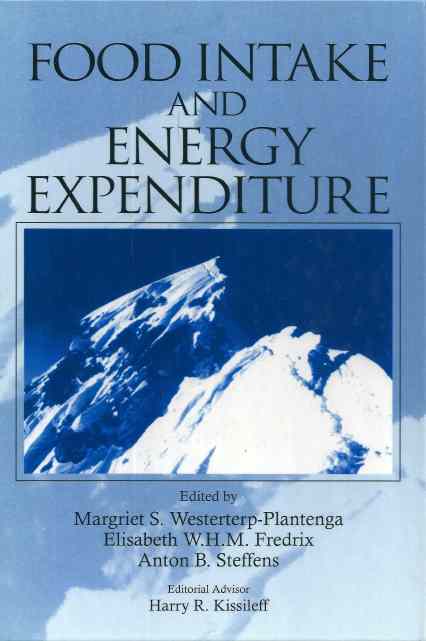 FOOD INTAKE
AND
ENERGY
EXPENDITURE
Edited by
Margriet S. Westerterp-Plantenga
Elisabeth W.H.M. Fredrix
Anton B. Steffens
Editorial Advisor
Harry R. Kissileff